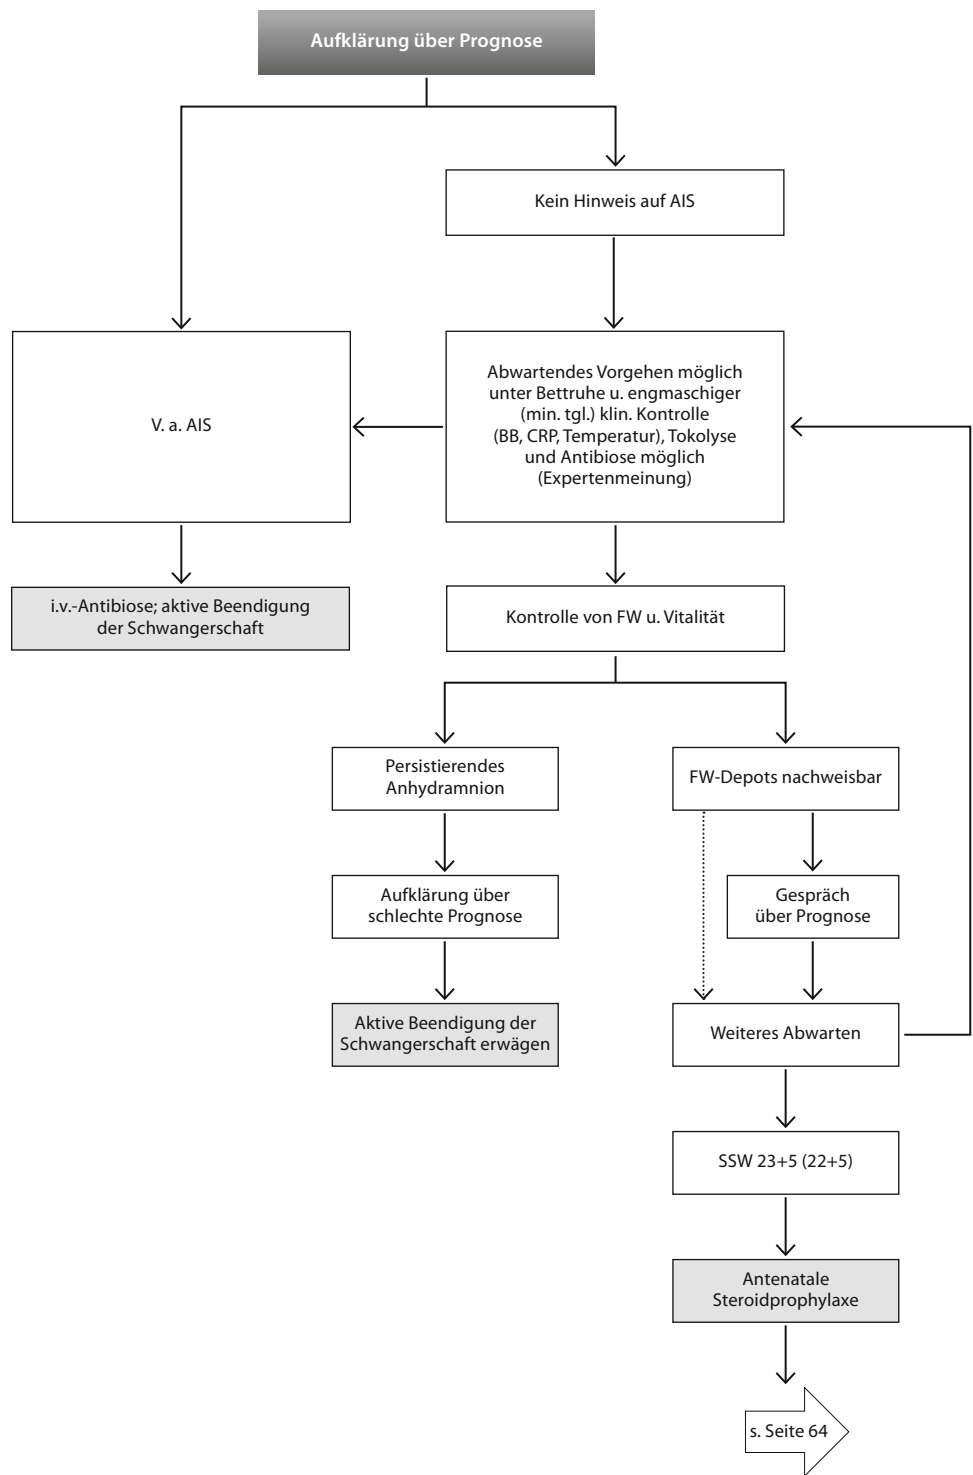 Aufklärung über Prognose
Kein Hinweis auf AIS
V. a. AIS
Abwartendes Vorgehen möglich
unter Bettruhe u. engmaschiger
(min. tgl.) klin. Kontrolle
(BB, CRP, Temperatur), Tokolyse
und Antibiose möglich
(Expertenmeinung)
i.v.-Antibiose; aktive Beendigung
der Schwangerschaft
Kontrolle von FW u. Vitalität
Persistierendes
Anhydramnion
FW-Depots nachweisbar
Aufklärung über
schlechte Prognose
Gespräch
über Prognose
Aktive Beendigung der
Schwangerschaft erwägen
Weiteres Abwarten
SSW 23+5 (22+5)
Antenatale
Steroidprophylaxe
s. Seite 64